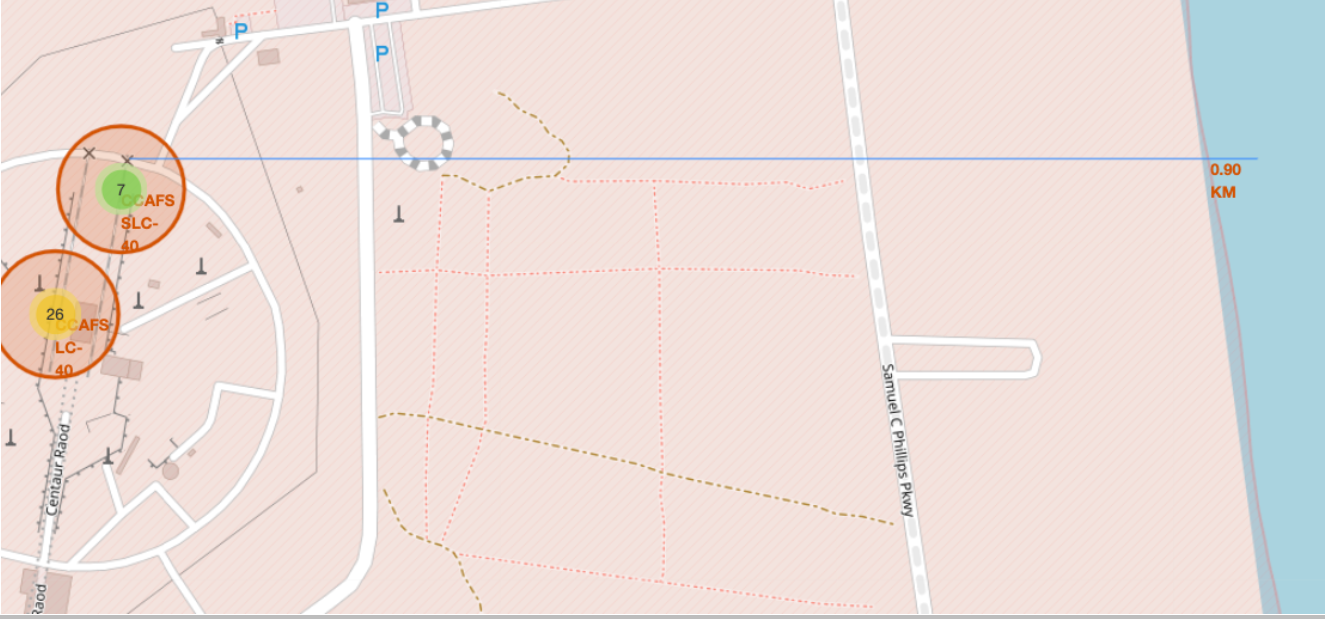 P
P
P
0.90
KM
7
CCAFS
SLC-
40
26
CCAFS
LC-
40
Samuel C Phillips Pkwy
Centaur Raod
Raod